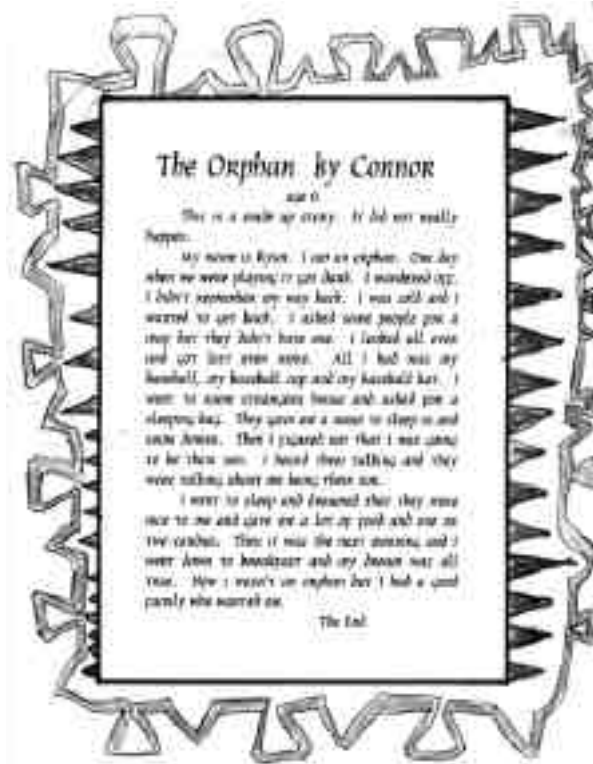 The Orphan by Connor
age 6
This is a made up story. It did not really
happen.
My name is Ryan. I am an orphan. One day
when we were playing it got dark. I wandered off.
I didn't remember my way back. I was cold and I
wanted to get back. I asked some people for a
map but they didn't have one. I looked all over
and got lost even more. All I had was my
baseball, my baseball cap and my baseball bat. I
went to some strangers house and asked for a
sleeping bag. They gave me a room to sleep in and
some dinner. Then I figured out that I was going
to be their son. I heard them talking and they
were talking about me being their son.
I went to sleep and dreamed that they were
nice to me and gave me a lot of food and one or
two candies. Then it was the next morning and I
went down to breakfast and my dream was all
true. Now I wasn't an orphan but I had a good
family who wanted me.
The End